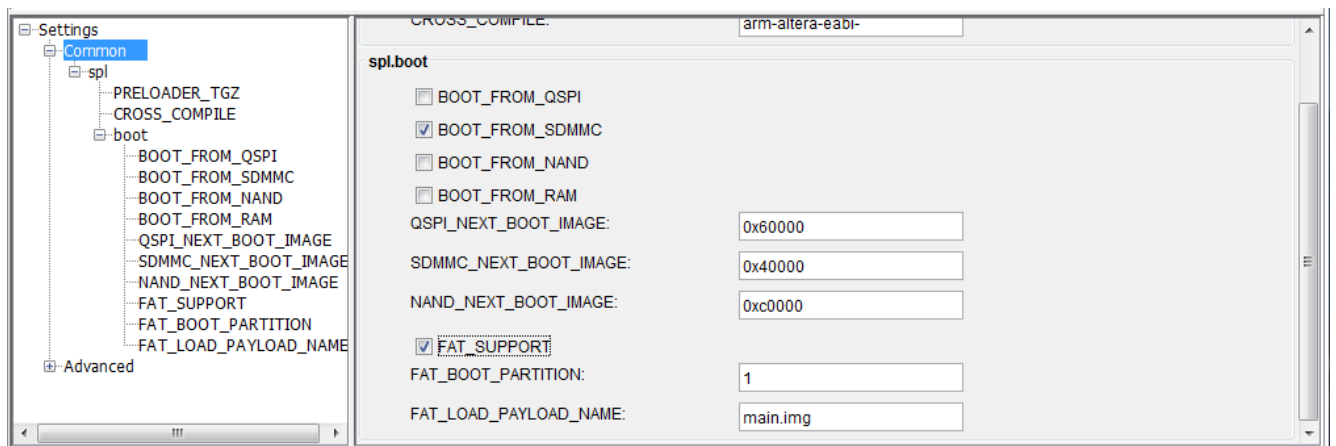 Settings
Common
spl
PRELOADER_TGZ
CROSS_COMPILE
boot
BOOT_FROM_QSPI
BOOT_FROM_SDMMC
BOOT_FROM_NAND
BOOT_FROM_RAM
QSPI_NEXT_BOOT_IMAGE
SDMMC_NEXT_BOOT_IMAGE
NAND_NEXT_BOOT_IMAGE
FAT_SUPPORT
FAT_BOOT_PARTITION
FAT_LOAD_PAYLOAD_NAME
Advanced
CROSS_COMPILE: arm-altera-eabi-
spl.boot
BOOT_FROM_QSPI
BOOT_FROM_SDMMC
BOOT_FROM_NAND
BOOT_FROM_RAM
QSPI_NEXT_BOOT_IMAGE: 0x60000
SDMMC_NEXT_BOOT_IMAGE: 0x40000
NAND_NEXT_BOOT_IMAGE: 0xc0000
FAT_SUPPORT
FAT_BOOT_PARTITION: 1
FAT_LOAD_PAYLOAD_NAME: main.img